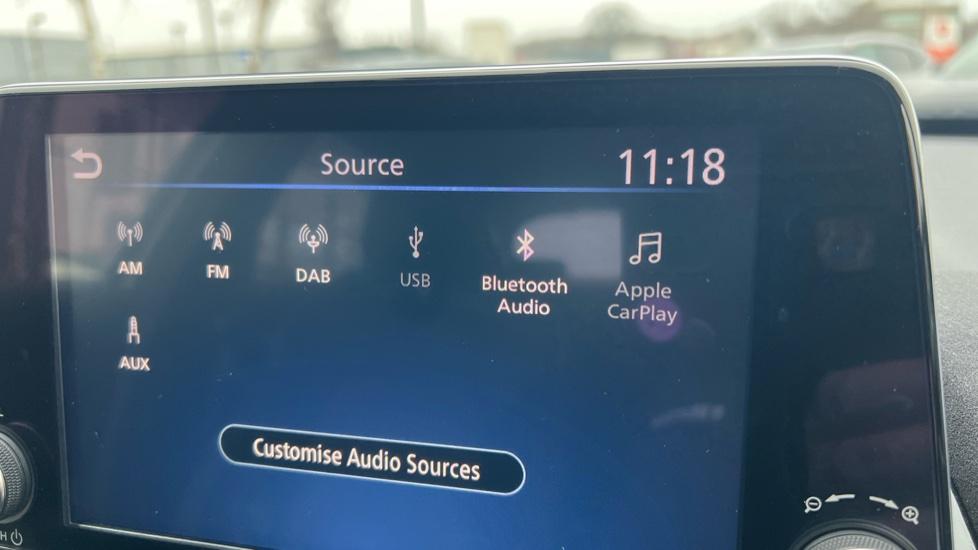 Source
11:18
AM
FM
DAB
USB
Bluetooth
Audio
Apple
CarPlay
AUX
Customise Audio Sources
H